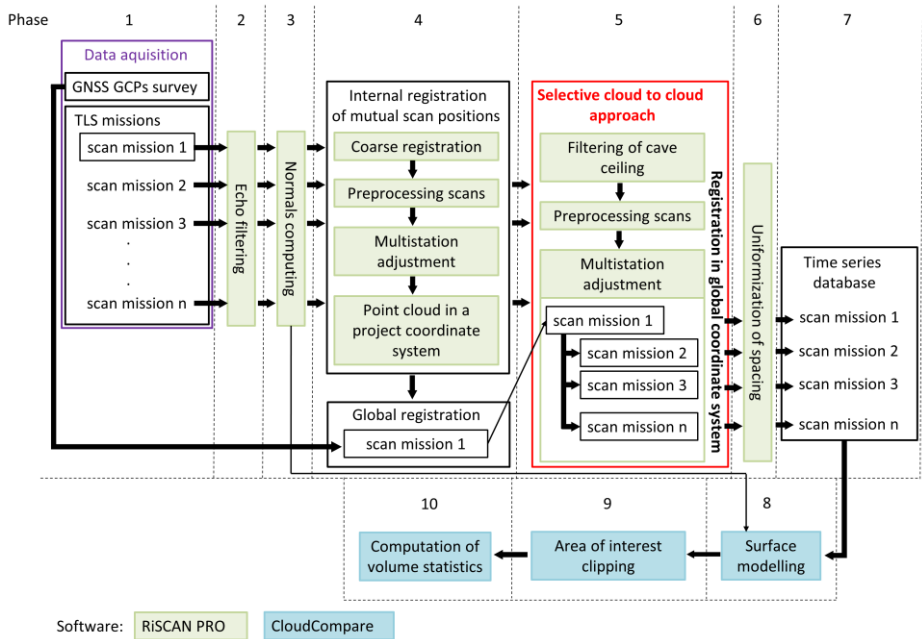 Phase 1 2 3 4 5 6 7
Data aquisition
GNSS GCPs survey
TLS missions
scan mission 1
scan mission 2
scan mission 3
.
.
.
scan mission n
Echo filtering
Normals computing
Internal registration
of mutual scan positions
Coarse registration
Preprocessing scans
Multistation
adjustment
Point cloud in a
project coordinate
system
Global registration
scan mission 1
Selective cloud to cloud
approach
Filtering of cave
ceiling
Preprocessing scans
Multistation
adjustment
scan mission 1
scan mission 2
scan mission 3
scan mission n
Registration in global coordinate system
Uniformization of spacing
Time series
database
scan mission 1
scan mission 2
scan mission 3
scan mission n
10 9 8
Computation of
volume statistics
Area of interest
clipping
Surface
modelling
Software: RiSCAN PRO CloudCompare